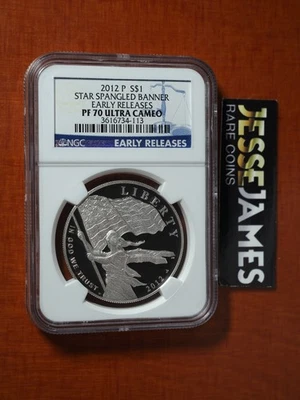 2012 P S$1
STAR SPANGLED BANNER
EARLY RELEASES
PF 70 ULTRA CAMEO
3616734-113
NGC
EARLY RELEASES
LIBERTY
IN GOD WE TRUST
2012
JESSE JAMES
RARE COINS